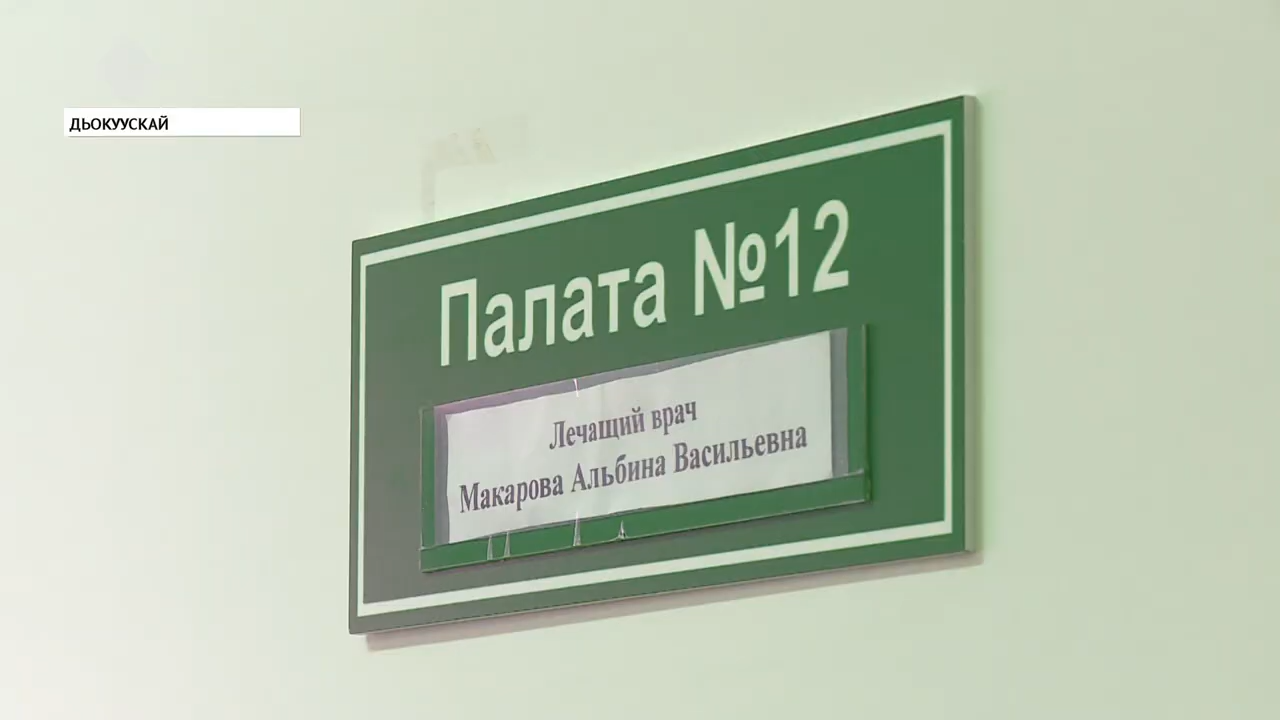 ДЬОКУУСКАЙ
Палата №12
Лечащий врач
Макарова Альбина Васильевна